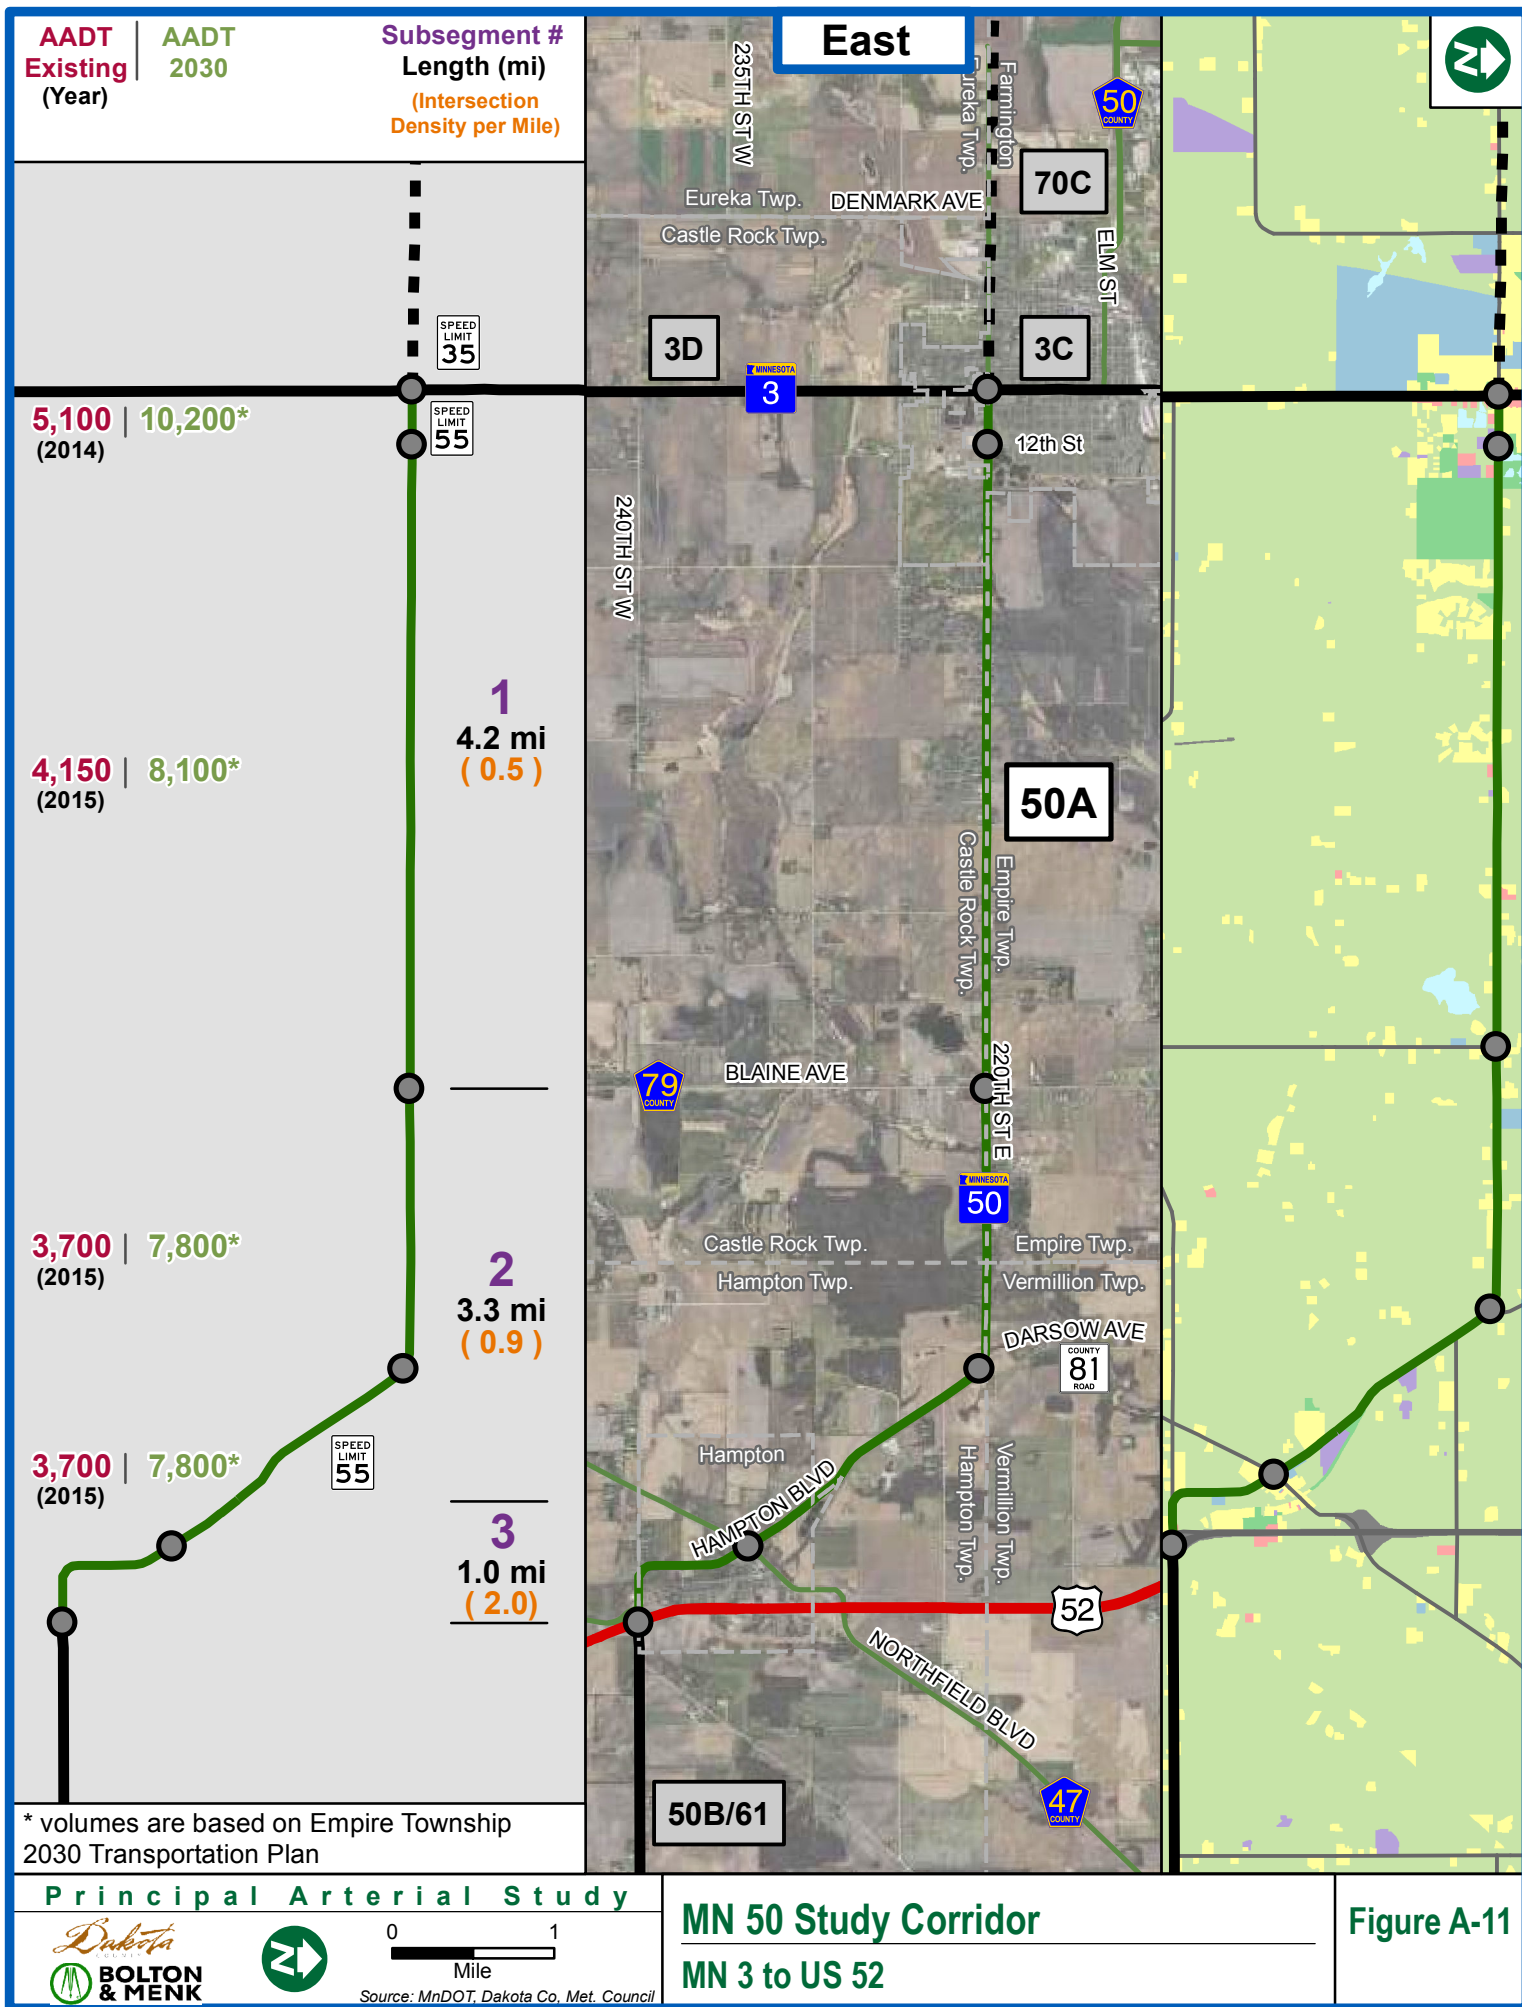 AADT
Existing
(Year)
AADT
2030
Subsegment #
Length (mi)
(Intersection
Density per Mile)
East
N
235TH ST W
Eureka Twp.
Farmington
50
COUNTY
70C
Eureka Twp.
DENMARK AVE
Castle Rock Twp.
ELM ST
SPEED
LIMIT
35
3D
MINNESOTA
3
3C
5,100 | 10,200*
(2014)
SPEED
LIMIT
55
12th St
240TH ST W
1
4.2 mi
( 0.5 )
4,150 | 8,100*
(2015)
50A
Castle Rock Twp.
Empire Twp.
79
COUNTY
BLAINE AVE
220TH ST E
MINNESOTA
50
3,700 | 7,800*
(2015)
2
3.3 mi
( 0.9 )
Castle Rock Twp.
Empire Twp.
Hampton Twp.
Vermillion Twp.
DARSOW AVE
COUNTY
81
ROAD
3,700 | 7,800*
(2015)
SPEED
LIMIT
55
Hampton
HAMPTON BLVD
Hampton Twp.
Vermillion Twp.
3
1.0 mi
( 2.0)
52
NORTHFIELD BLVD
47
COUNTY
50B/61
* volumes are based on Empire Township
2030 Transportation Plan
Principal Arterial Study
Dakota
COUNTY
BOLTON
& MENK
N
0 1
Mile
Source: MnDOT, Dakota Co, Met. Council
MN 50 Study Corridor
MN 3 to US 52
Figure A-11